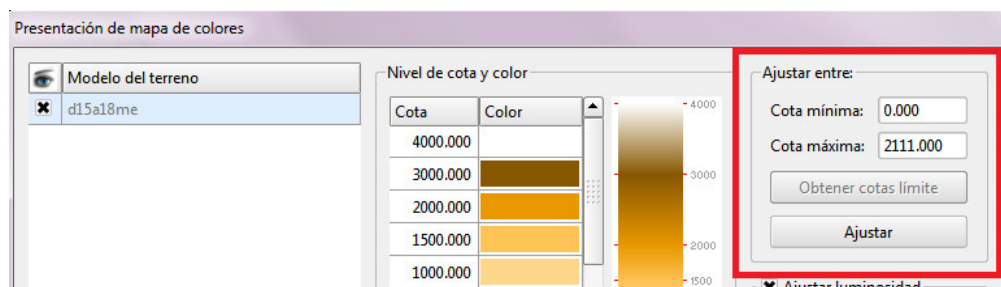 Presentación de mapa de colores
Modelo del terreno
d15a18me
Nivel de cota y color
Cota Color
4000.000
3000.000
2000.000
1500.000
1000.000
4000
3000
2000
1500
Ajustar entre:
Cota mínima: 0.000
Cota máxima: 2111.000
Obtener cotas límite
Ajustar
Ajustar luminosidad